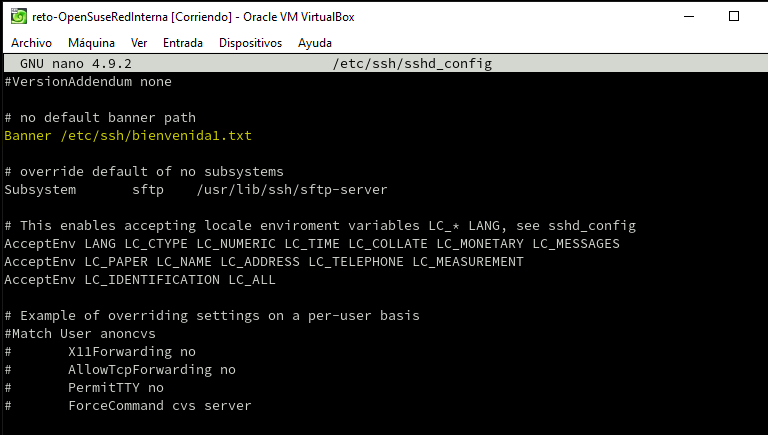 reto-OpenSuseRedInterna [Corriendo] - Oracle VM VirtualBox
Archivo Máquina Ver Entrada Dispositivos Ayuda
GNU nano 4.9.2 /etc/ssh/sshd_config
#VersionAddendum none
# no default banner path
Banner /etc/ssh/bienvenida1.txt
# override default of no subsystems
Subsystem sftp /usr/lib/ssh/sftp-server
# This enables accepting locale enviroment variables LC_* LANG, see sshd_config
AcceptEnv LANG LC_CTYPE LC_NUMERIC LC_TIME LC_COLLATE LC_MONETARY LC_MESSAGES
AcceptEnv LC_PAPER LC_NAME LC_ADDRESS LC_TELEPHONE LC_MEASUREMENT
AcceptEnv LC_IDENTIFICATION LC_ALL
# Example of overriding settings on a per-user basis
#Match User anoncvs
# X11Forwarding no
# AllowTcpForwarding no
# PermitTTY no
# ForceCommand cvs server